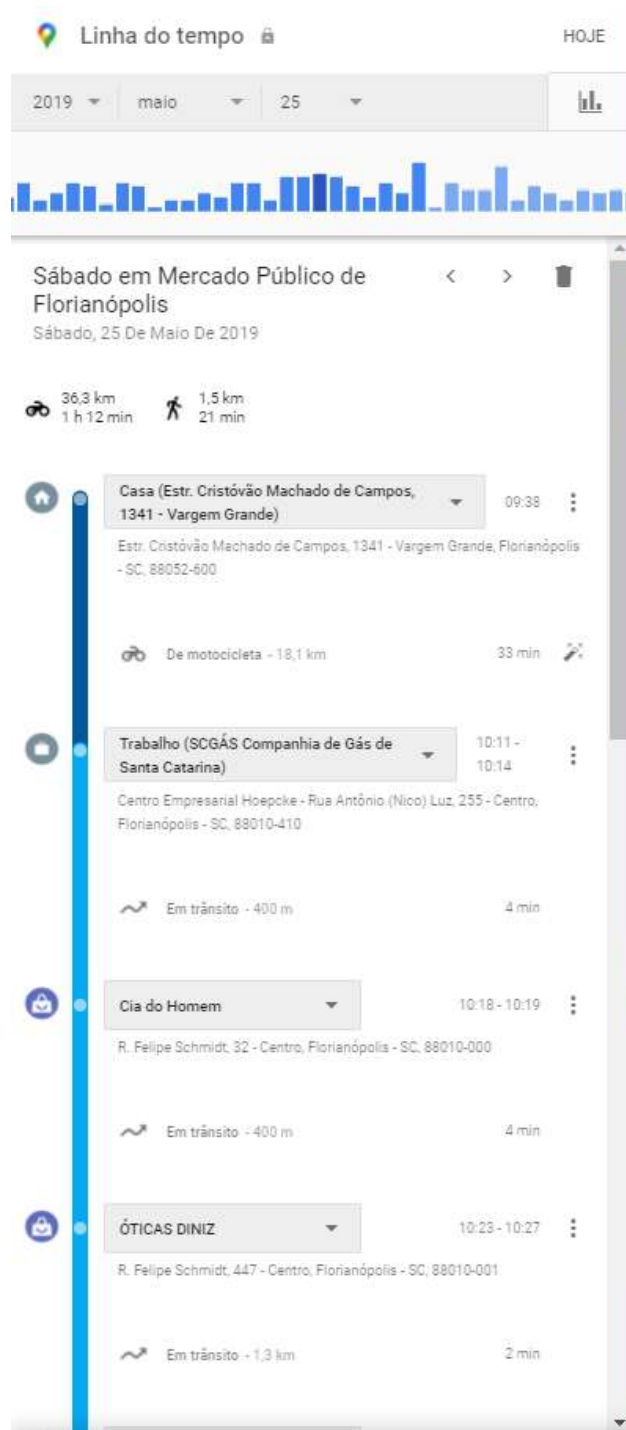 Linha do tempo
HOJE
2019
maio
25
Sábado em Mercado Público de
Florianópolis
Sábado, 25 De Maio De 2019
36,3 km
1 h 12 min
1,5 km
21 min
Casa (Estr. Cristóvão Machado de Campos,
1341 - Vargem Grande)
09:38
Estr. Cristóvão Machado de Campos, 1341 - Vargem Grande, Florianópolis
- SC, 88052-600
De motocicleta - 18,1 km
33 min
Trabalho (SCGÁS Companhia de Gás de
Santa Catarina)
10:11 -
10:14
Centro Empresarial Hoepcke - Rua Antônio (Nico) Luz, 255 - Centro,
Florianópolis - SC, 88010-410
Em trânsito - 400 m
4 min
Cia do Homem
10:18 - 10:19
R. Felipe Schmidt, 32 - Centro, Florianópolis - SC, 88010-000
Em trânsito - 400 m
4 min
ÓTICAS DINIZ
10:23 - 10:27
R. Felipe Schmidt, 447 - Centro, Florianópolis - SC, 88010-001
Em trânsito - 1,3 km
2 min